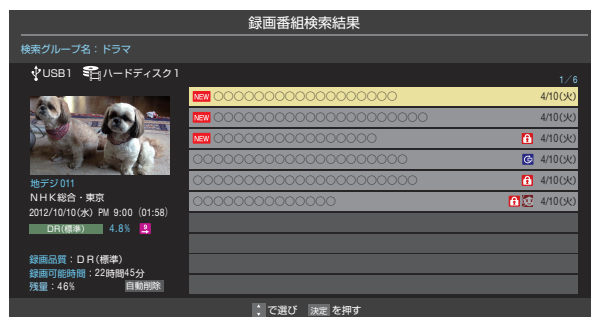 録画番組検索結果
検索グループ名：ドラマ
USB1 ハードディスク1
1／6
NEW ○○○○○○○○○○○○○○○○○○ 4/10(火)
NEW ○○○○○○○○○○○○○○○○○○○○○ 4/10(火)
NEW ○○○○○○○○○○○○○○○○ 4/10(火)
○○○○○○○○○○○○○○○○○○○○○ G 4/10(火)
○○○○○○○○○○○○○○○○○○○○○○ 4/10(火)
○○○○○○○○○○○○○○ 4/10(火)
地デジ011
NHK総合・東京
2012/10/10(水) PM 9:00 (01:58)
DR(標準) 4.8%
録画品質：DR(標準)
録画可能時間：22時間45分
残量：46% 自動削除
で選び 決定 を押す